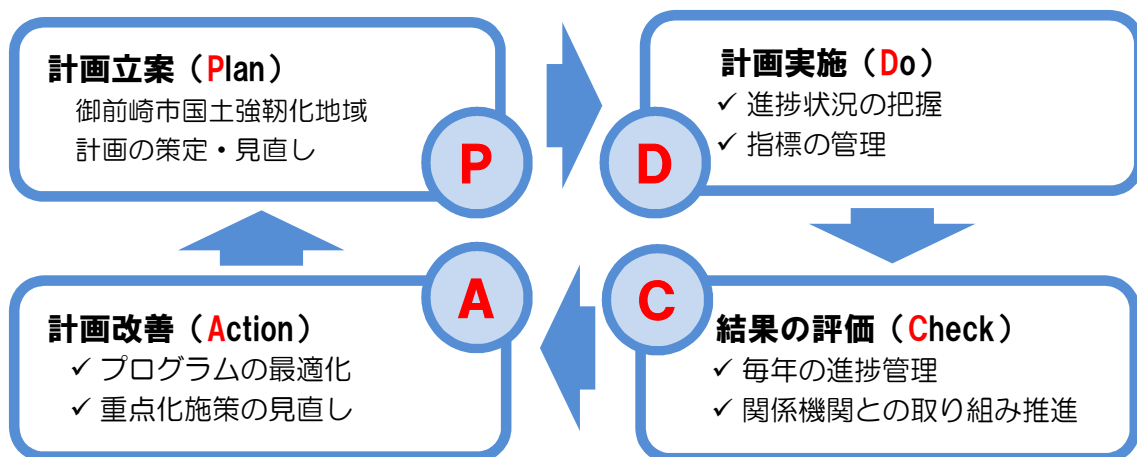 計画立案（Plan）
御前崎市国土強靭化地域
計画の策定・見直し
P
計画実施（Do）
✓ 進捗状況の把握
✓ 指標の管理
D
結果の評価（Check）
✓ 毎年の進捗管理
✓ 関係機関との取り組み推進
C
計画改善（Action）
✓ プログラムの最適化
✓ 重点化施策の見直し
A